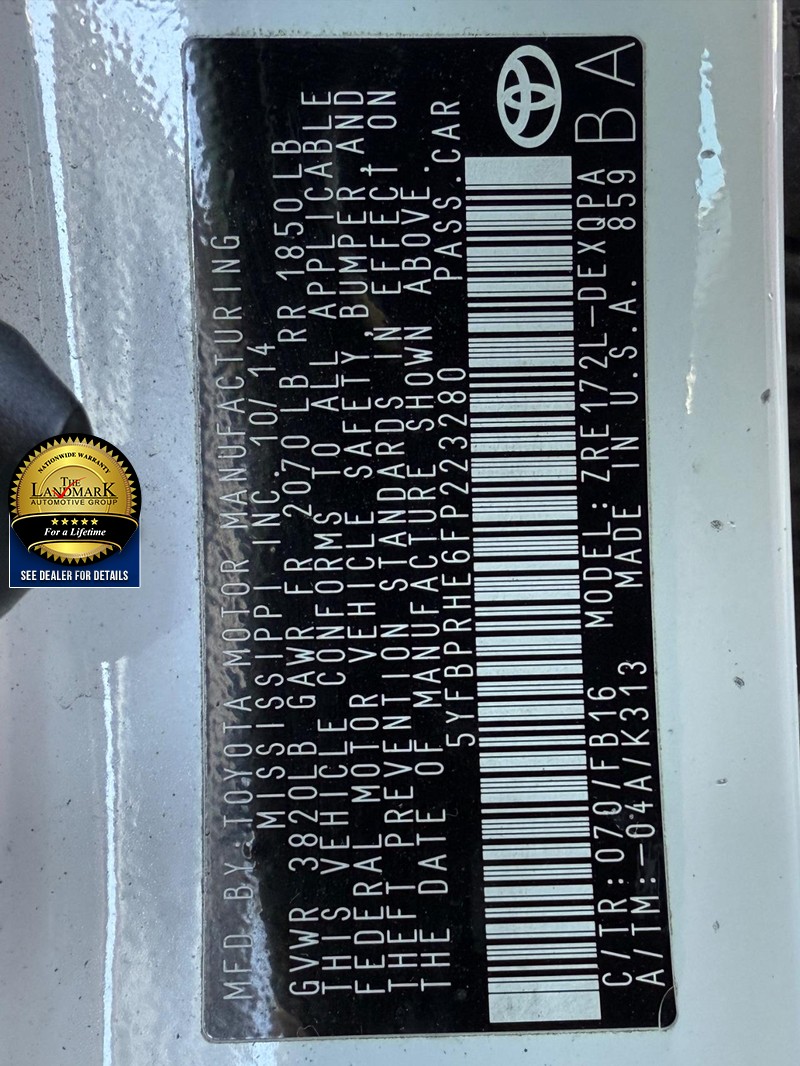 MFD. BY: TOYOTA MOTOR MANUFACTURING
MISSISSIPPI INC. 10/14
GVWR 3820LB GAWR FR 2070 LB RR 1850 LB
THIS VEHICLE CONFORMS TO ALL APPLICABLE
FEDERAL MOTOR VEHICLE SAFETY, BUMPER, AND
THEFT PREVENTION STANDARDS IN EFFECT ON
THE DATE OF MANUFACTURE SHOWN ABOVE.
5YFBPRHE6FP223280 PASS.CAR
C/TR: 070/FB16 MODEL: ZRE172L-DEXQPA
A/TM: -04A/K313 MADE IN U.S.A. 859
BA
NATIONWIDE WARRANTY
THE
LANDMARK
AUTOMOTIVE GROUP
For a Lifetime
SEE DEALER FOR DETAILS